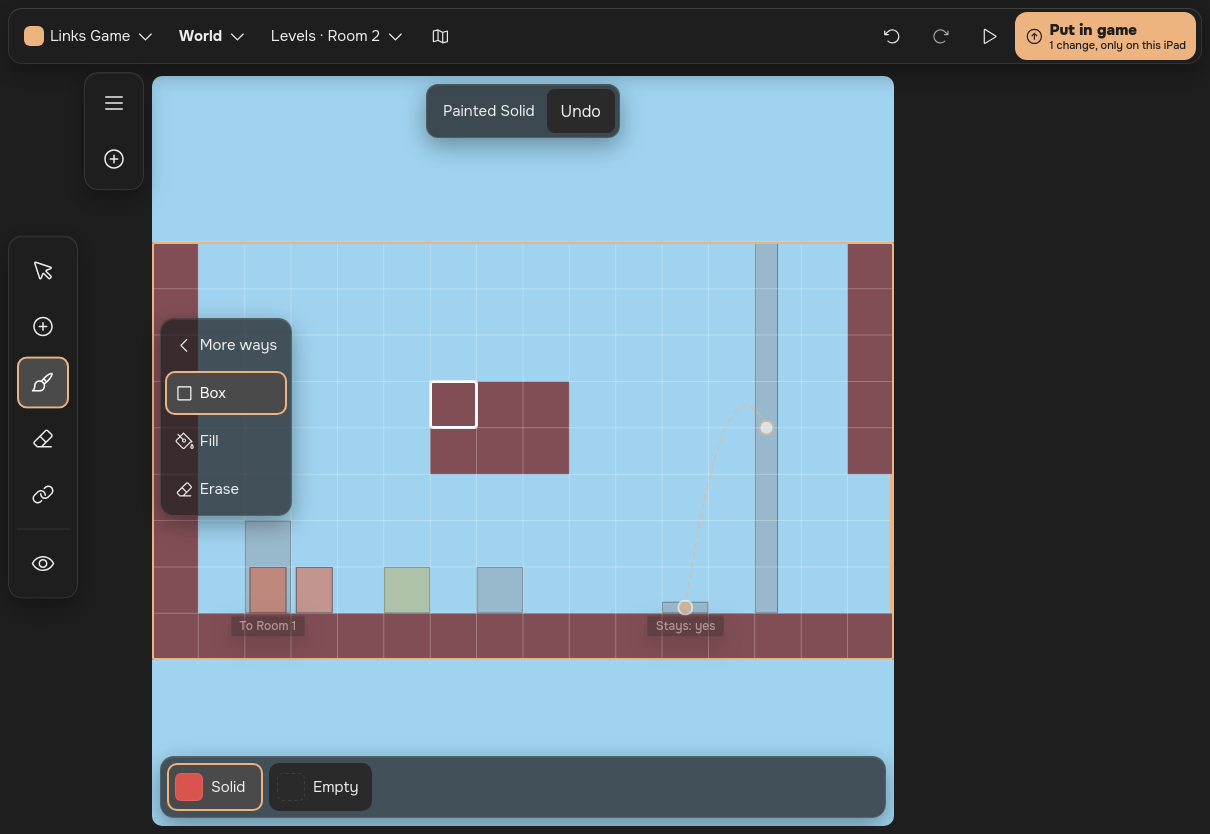 Links Game
World
Levels · Room 2
Put in game
1 change, only on this iPad
Painted Solid
Undo
More ways
Box
Fill
Erase
To Room 1
Stays: yes
Solid
Empty